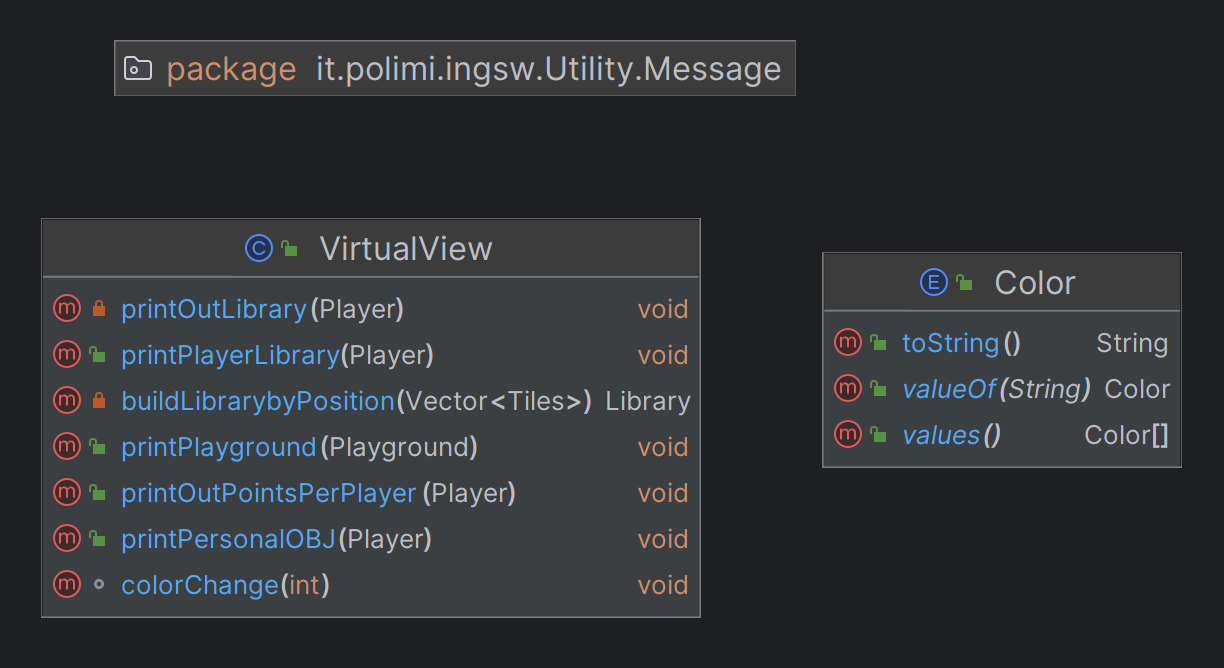 package it.polimi.ingsw.Utility.Message
C VirtualView
m printOutLibrary(Player) void
m printPlayerLibrary(Player) void
m buildLibrarybyPosition(Vector<Tiles>) Library
m printPlayground(Playground) void
m printOutPointsPerPlayer(Player) void
m printPersonalOBJ(Player) void
m colorChange(int) void
E Color
m toString() String
m valueOf(String) Color
m values() Color[]